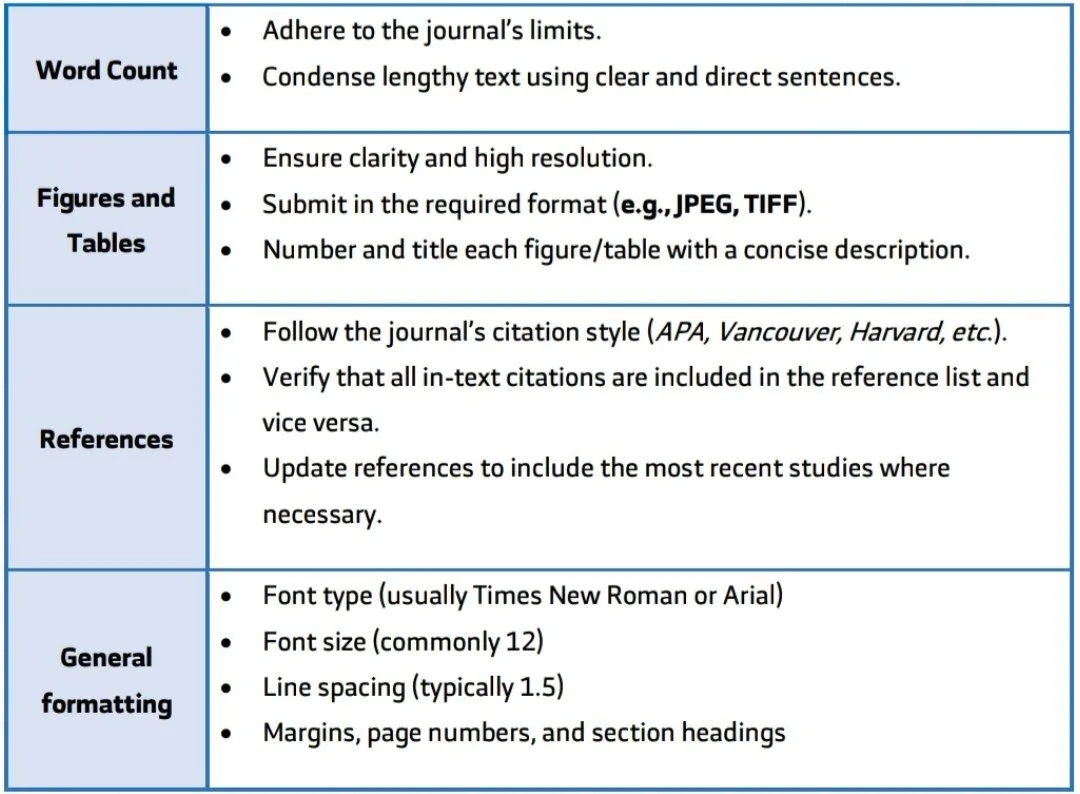 Word Count
• Adhere to the journal’s limits.
• Condense lengthy text using clear and direct sentences.
Figures and
Tables
• Ensure clarity and high resolution.
• Submit in the required format (e.g., JPEG, TIFF).
• Number and title each figure/table with a concise description.
References
• Follow the journal’s citation style (APA, Vancouver, Harvard, etc.).
• Verify that all in-text citations are included in the reference list and
vice versa.
• Update references to include the most recent studies where
necessary.
General
formatting
• Font type (usually Times New Roman or Arial)
• Font size (commonly 12)
• Line spacing (typically 1.5)
• Margins, page numbers, and section headings